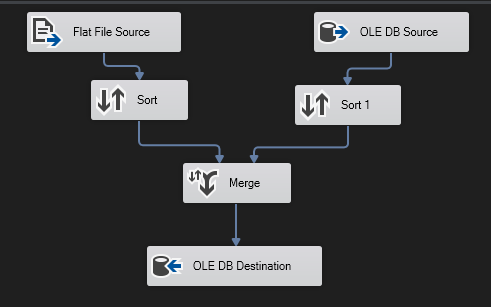 Flat File Source
OLE DB Source
Sort
Sort 1
Merge
OLE DB Destination